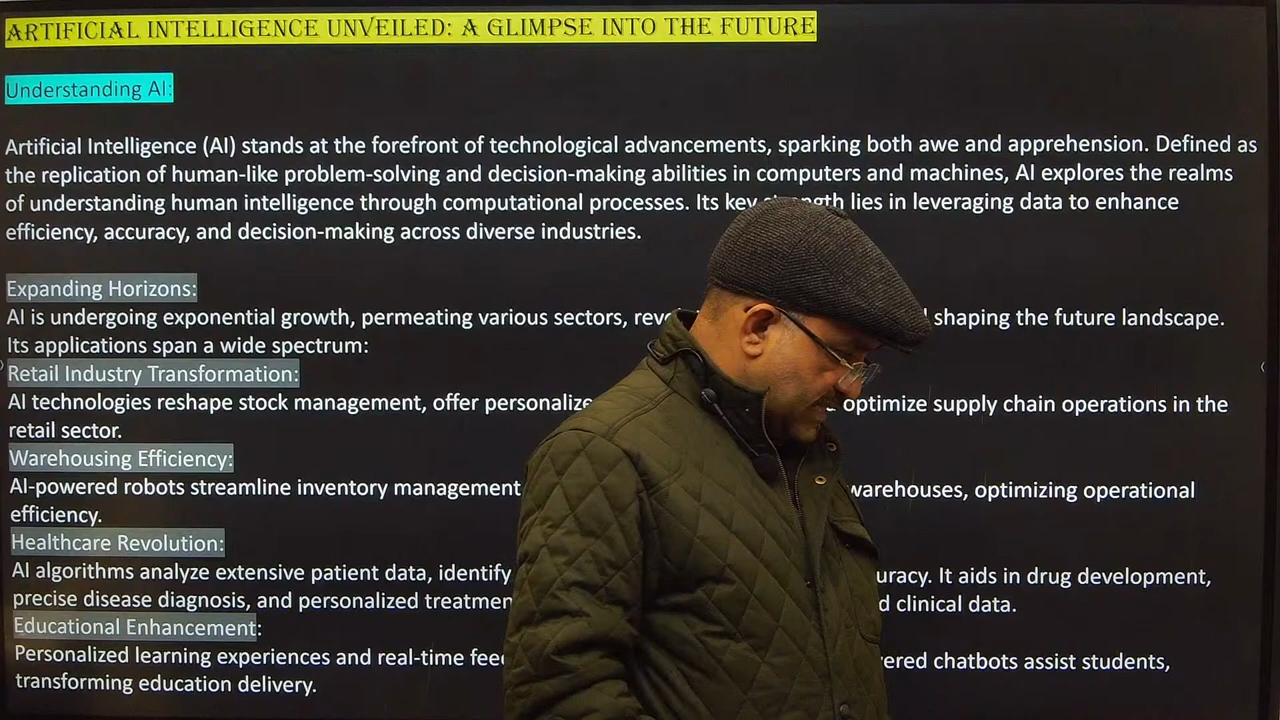 ARTIFICIAL INTELLIGENCE UNVEILED: A GLIMPSE INTO THE FUTURE
Understanding AI:
Artificial Intelligence (AI) stands at the forefront of technological advancements, sparking both awe and apprehension. Defined as
the replication of human-like problem-solving and decision-making abilities in computers and machines, AI explores the realms
of understanding human intelligence through computational processes. Its key strength lies in leveraging data to enhance
efficiency, accuracy, and decision-making across diverse industries.
Expanding Horizons:
AI is undergoing exponential growth, permeating various sectors, shaping the future landscape.
Its applications span a wide spectrum:
Retail Industry Transformation:
AI technologies reshape stock management, offer optimize supply chain operations in the
retail sector.
Warehousing Efficiency:
AI-powered robots streamline inventory management warehouses, optimizing operational
efficiency.
Healthcare Revolution:
AI algorithms analyze extensive patient data, identify It aids in drug development,
precise disease diagnosis, and personalized clinical data.
Educational Enhancement:
Personalized learning experiences and real-time chatbots assist students,
transforming education delivery.